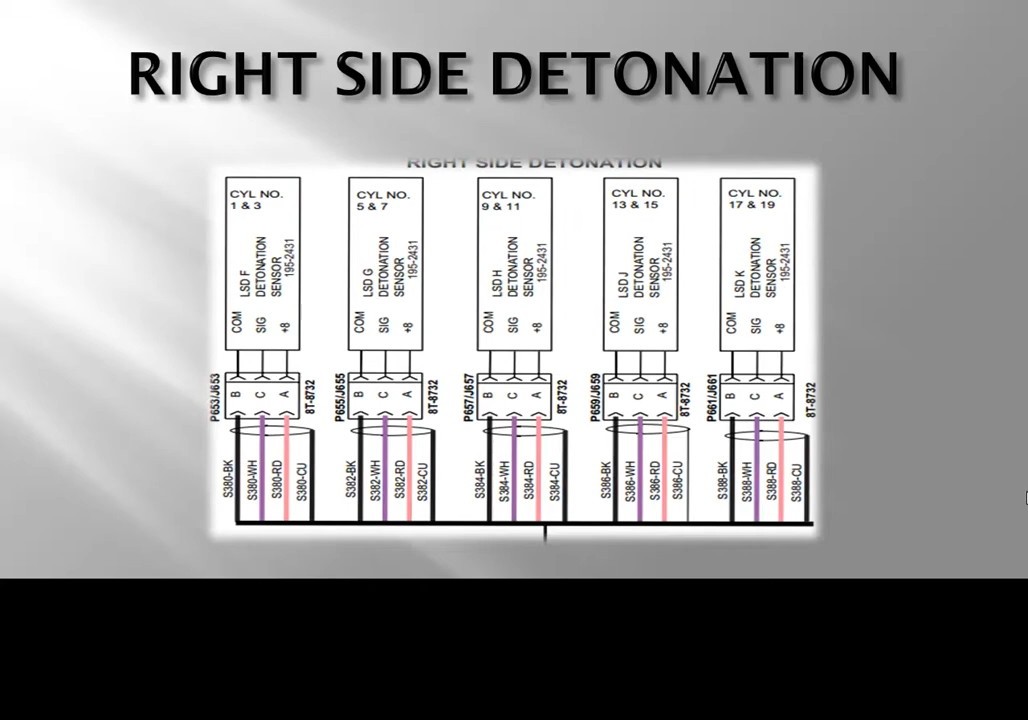 RIGHT SIDE DETONATION
RIGHT SIDE DETONATION
CYL NO.
1 & 3
LSD F
DETONATION
SENSOR
195-2431
COM
SIG
+8
P653/J653
B
C
A
8T-8732
S380-BK
S380-WH
S380-RD
S380-CU
CYL NO.
5 & 7
LSD G
DETONATION
SENSOR
195-2431
COM
SIG
+8
P655/J655
B
C
A
8T-8732
S382-BK
S382-WH
S382-RD
S382-CU
CYL NO.
9 & 11
LSD H
DETONATION
SENSOR
195-2431
COM
SIG
+8
P657/J657
B
C
A
8T-8732
S384-BK
S384-WH
S384-RD
S384-CU
CYL NO.
13 & 15
LSD J
DETONATION
SENSOR
195-2431
COM
SIG
+8
P659/J659
B
C
A
8T-8732
S386-BK
S386-WH
S386-RD
S386-CU
CYL NO.
17 & 19
LSD K
DETONATION
SENSOR
195-2431
COM
SIG
+8
P661/J661
B
C
A
8T-8732
S388-BK
S388-WH
S388-RD
S388-CU